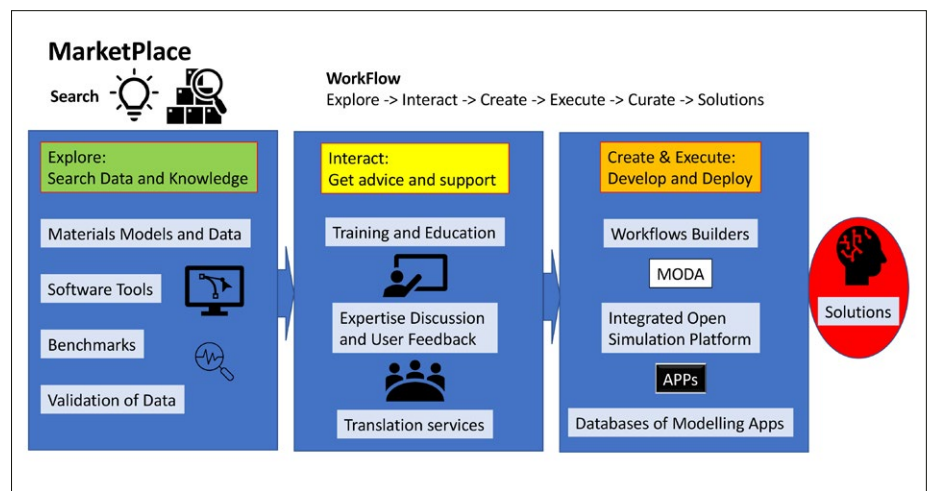 MarketPlace
Search
WorkFlow
Explore -> Interact -> Create -> Execute -> Curate -> Solutions
Explore:
Search Data and Knowledge
Materials Models and Data
Software Tools
Benchmarks
Validation of Data
Interact:
Get advice and support
Training and Education
Expertise Discussion
and User Feedback
Translation services
Create & Execute:
Develop and Deploy
Workflows Builders
MODA
Integrated Open
Simulation Platform
APPs
Databases of Modelling Apps
Solutions